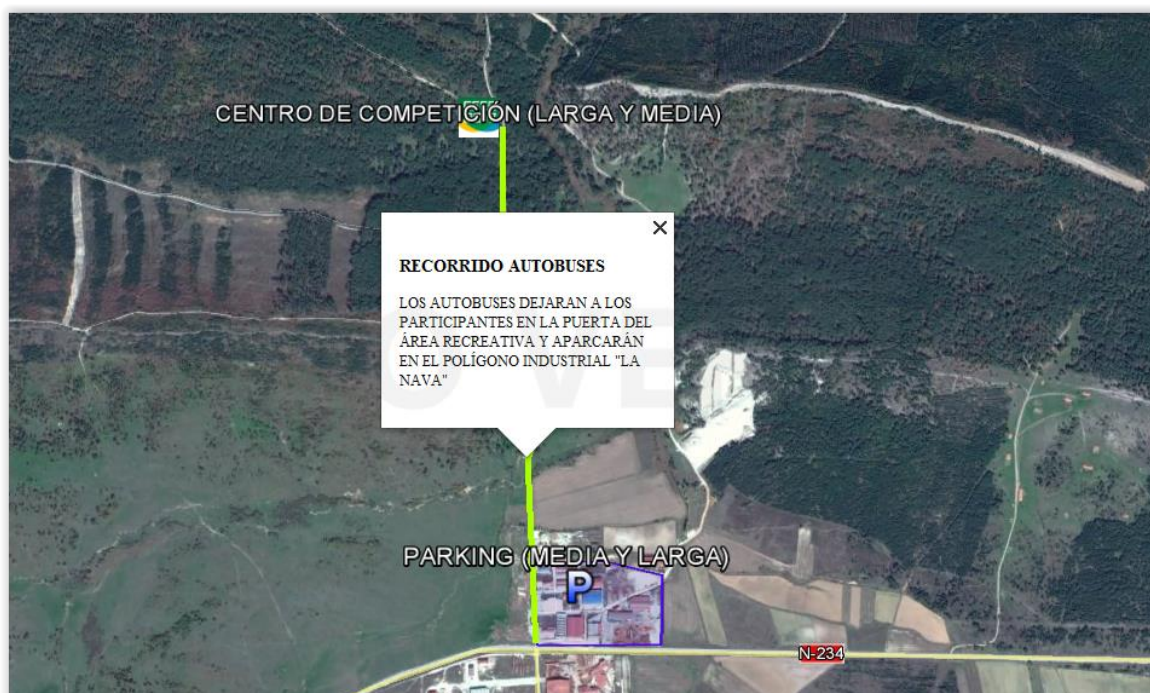 CENTRO DE COMPETICIÓN (LARGA Y MEDIA)
RECORRIDO AUTOBUSES
LOS AUTOBUSES DEJARAN A LOS
PARTICIPANTES EN LA PUERTA DEL
ÁREA RECREATIVA Y APARCARÁN
EN EL POLÍGONO INDUSTRIAL "LA
NAVA"
PARKING (MEDIA Y LARGA)
P
N-234